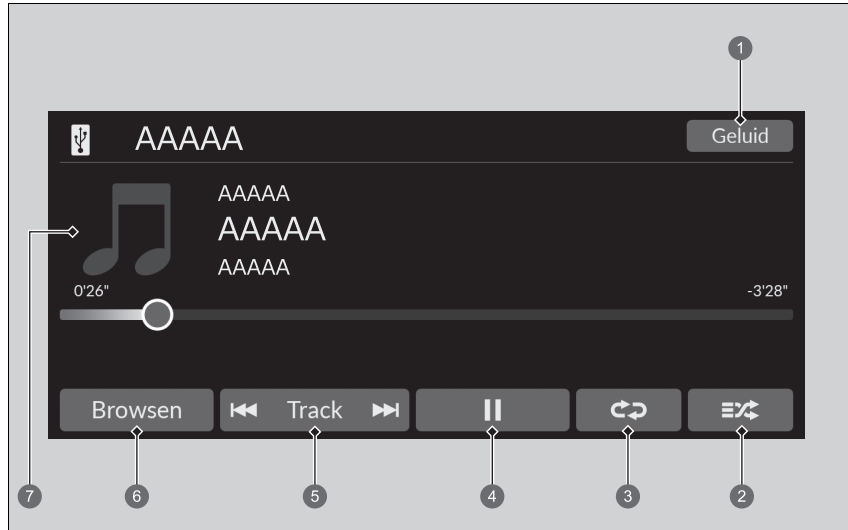 1
AAAAA
Geluid
AAAAA
AAAAA
AAAAA
7
0'26"
-3'28"
Browsen
Track
6
5
4
3
2